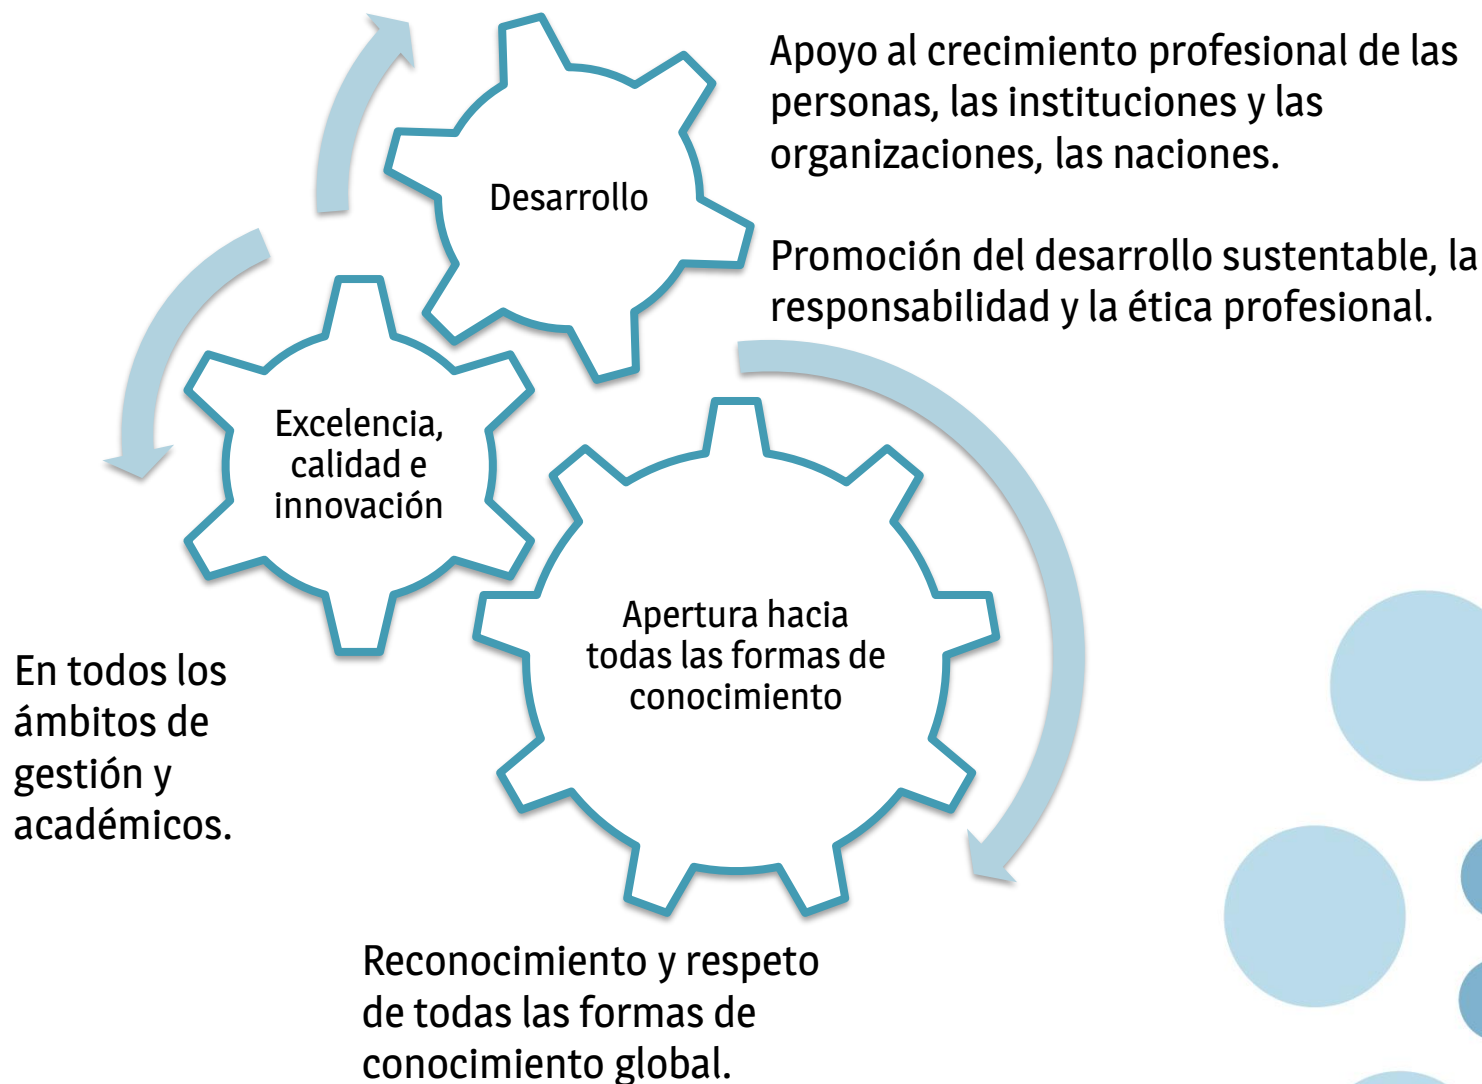 Apoyo al crecimiento profesional de las
personas, las instituciones y las
organizaciones, las naciones.
Promoción del desarrollo sustentable, la
responsabilidad y la ética profesional.
Desarrollo
Excelencia,
calidad e
innovación
Apertura hacia
todas las formas de
conocimiento
En todos los
ámbitos de
gestión y
académicos.
Reconocimiento y respeto
de todas las formas de
conocimiento global.